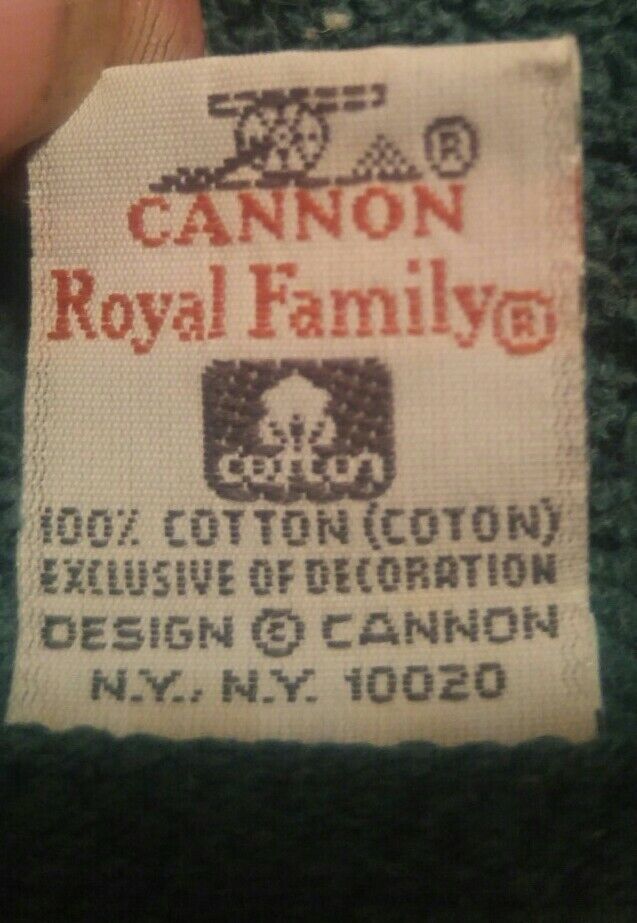 ®
CANNON
Royal Family®
cotton
100% COTTON (COTON)
EXCLUSIVE OF DECORATION
DESIGN © CANNON
N.Y., N.Y. 10020